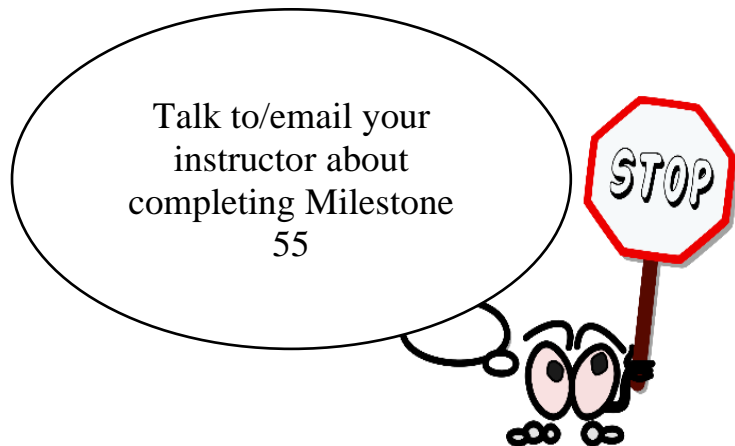 Talk to/email your
instructor about
completing Milestone
55
STOP